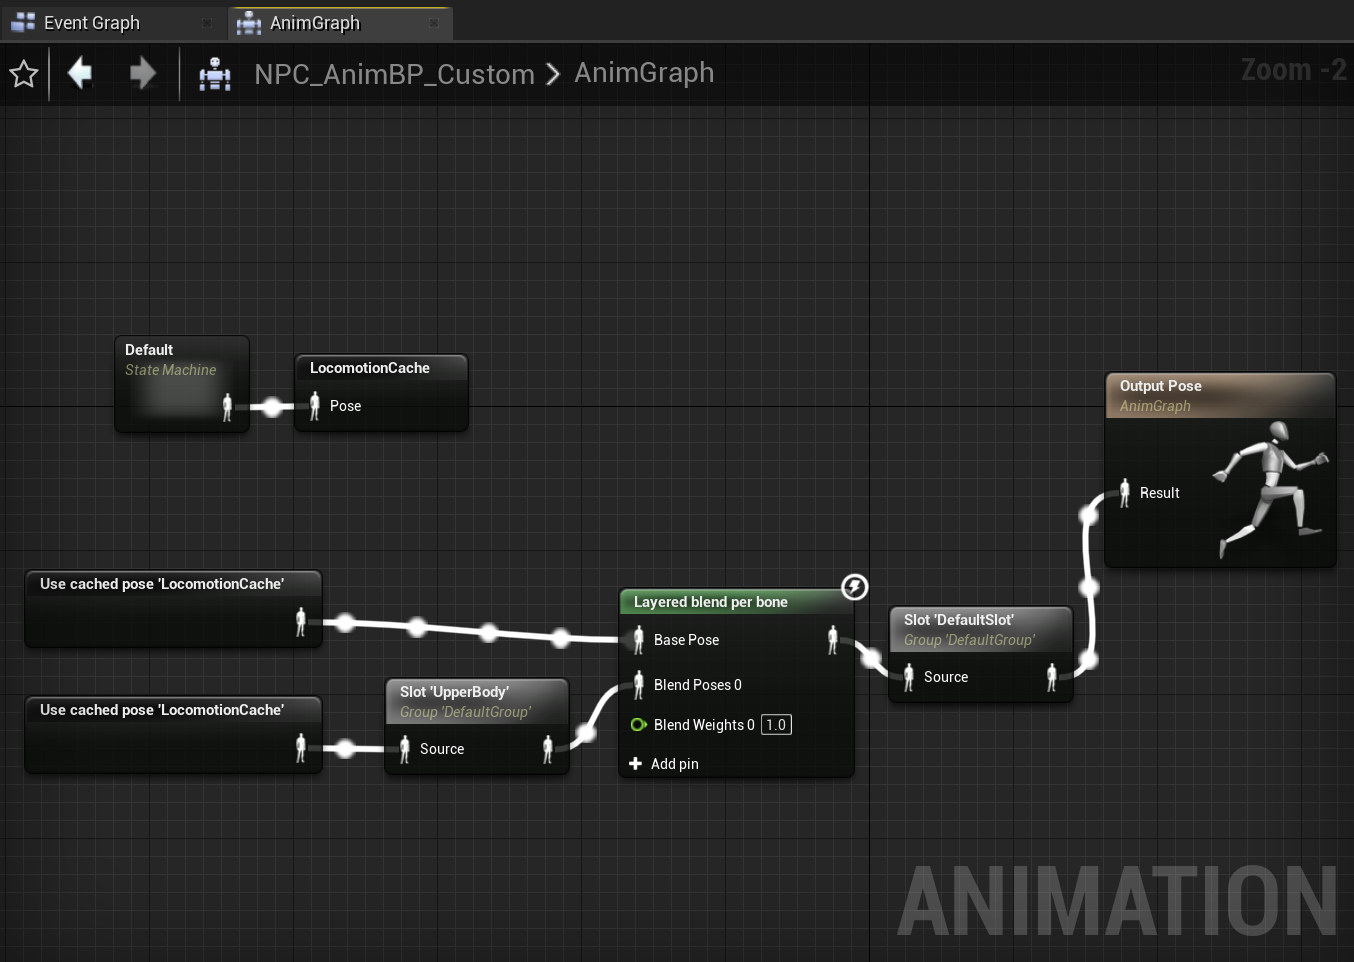 Event Graph
AnimGraph
NPC_AnimBP_Custom
AnimGraph
Zoom -2
Default
State Machine
LocomotionCache
Pose
Output Pose
AnimGraph
Result
Use cached pose 'LocomotionCache'
Layered blend per bone
Base Pose
Blend Poses 0
Blend Weights 0 1.0
Add pin
Slot 'DefaultSlot'
Group 'DefaultGroup'
Source
Use cached pose 'LocomotionCache'
Slot 'UpperBody'
Group 'DefaultGroup'
Source
ANIMATION